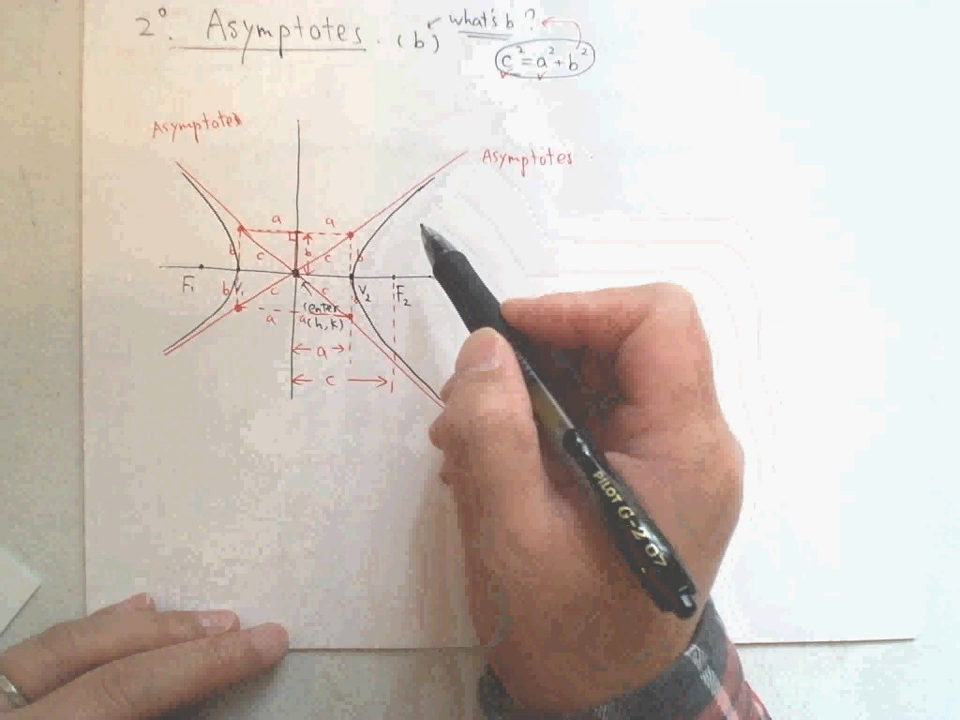 2°. Asymptotes. (b) what's b ?
c² = a² + b²
Asymptotes
Asymptotes
a a
b c b c b
F₁ b V₁ c c V₂ F₂
center
a a (h,k)
a
c
PILOT G-2 07